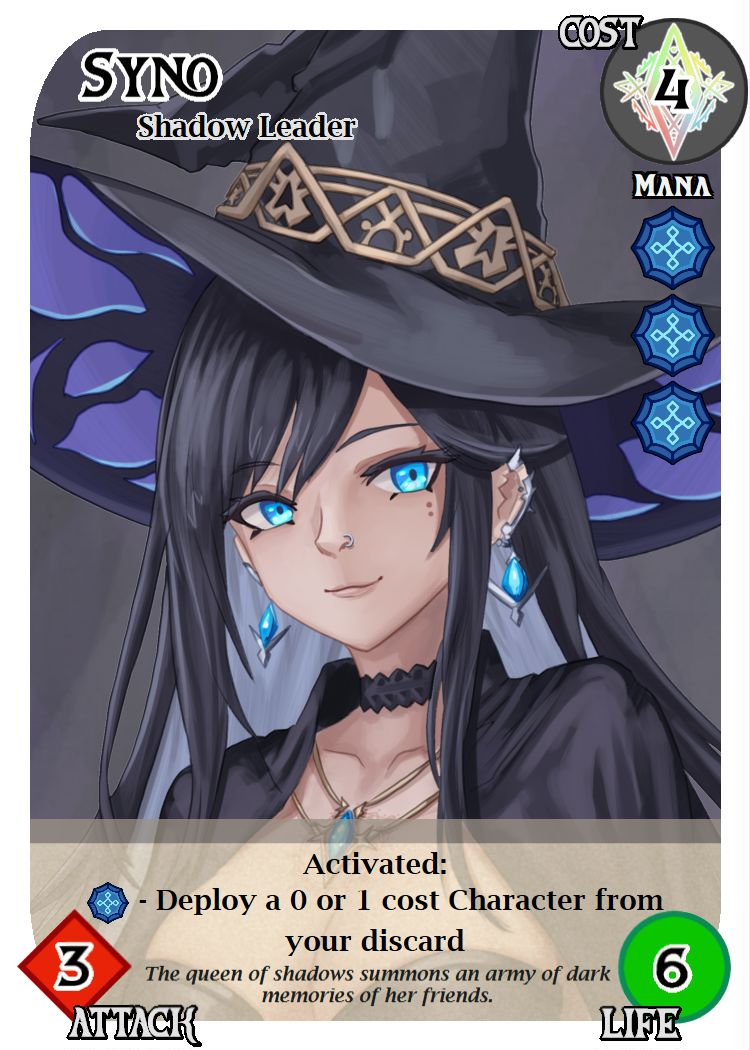 COST
Syno
4
Shadow Leader
Mana
Activated:
- Deploy a 0 or 1 cost Character from
your discard
3
6
The queen of shadows summons an army of dark
memories of her friends.
ATTACK
LIFE